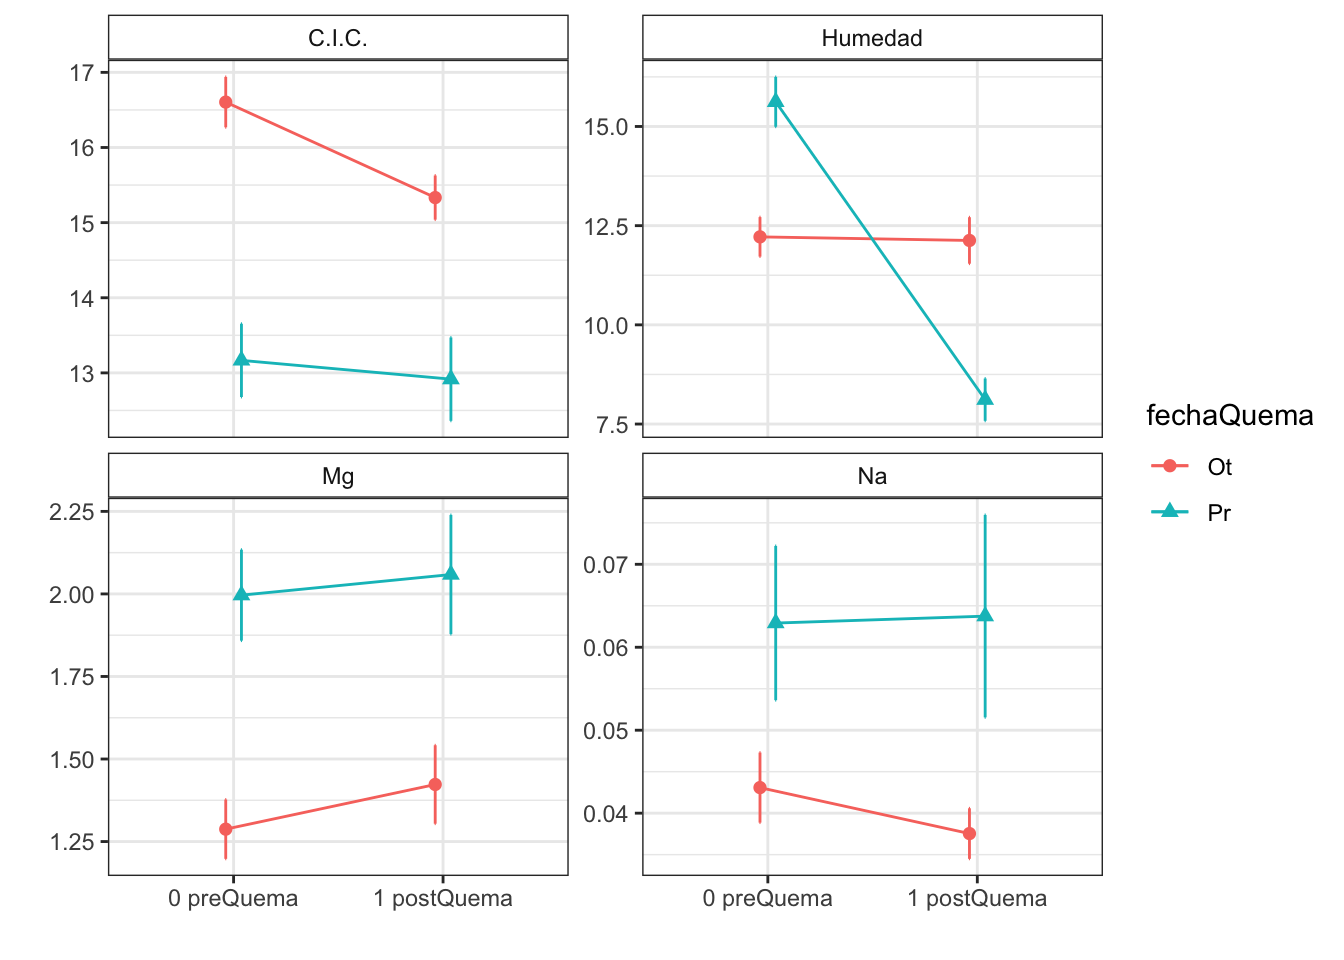 C.I.C.
17
16
15
14
13
Humedad
15.0
12.5
10.0
7.5
Mg
2.25
2.00
1.75
1.50
1.25
0 preQuema
1 postQuema
Na
0.07
0.06
0.05
0.04
0 preQuema
1 postQuema
fechaQuema
Ot
Pr